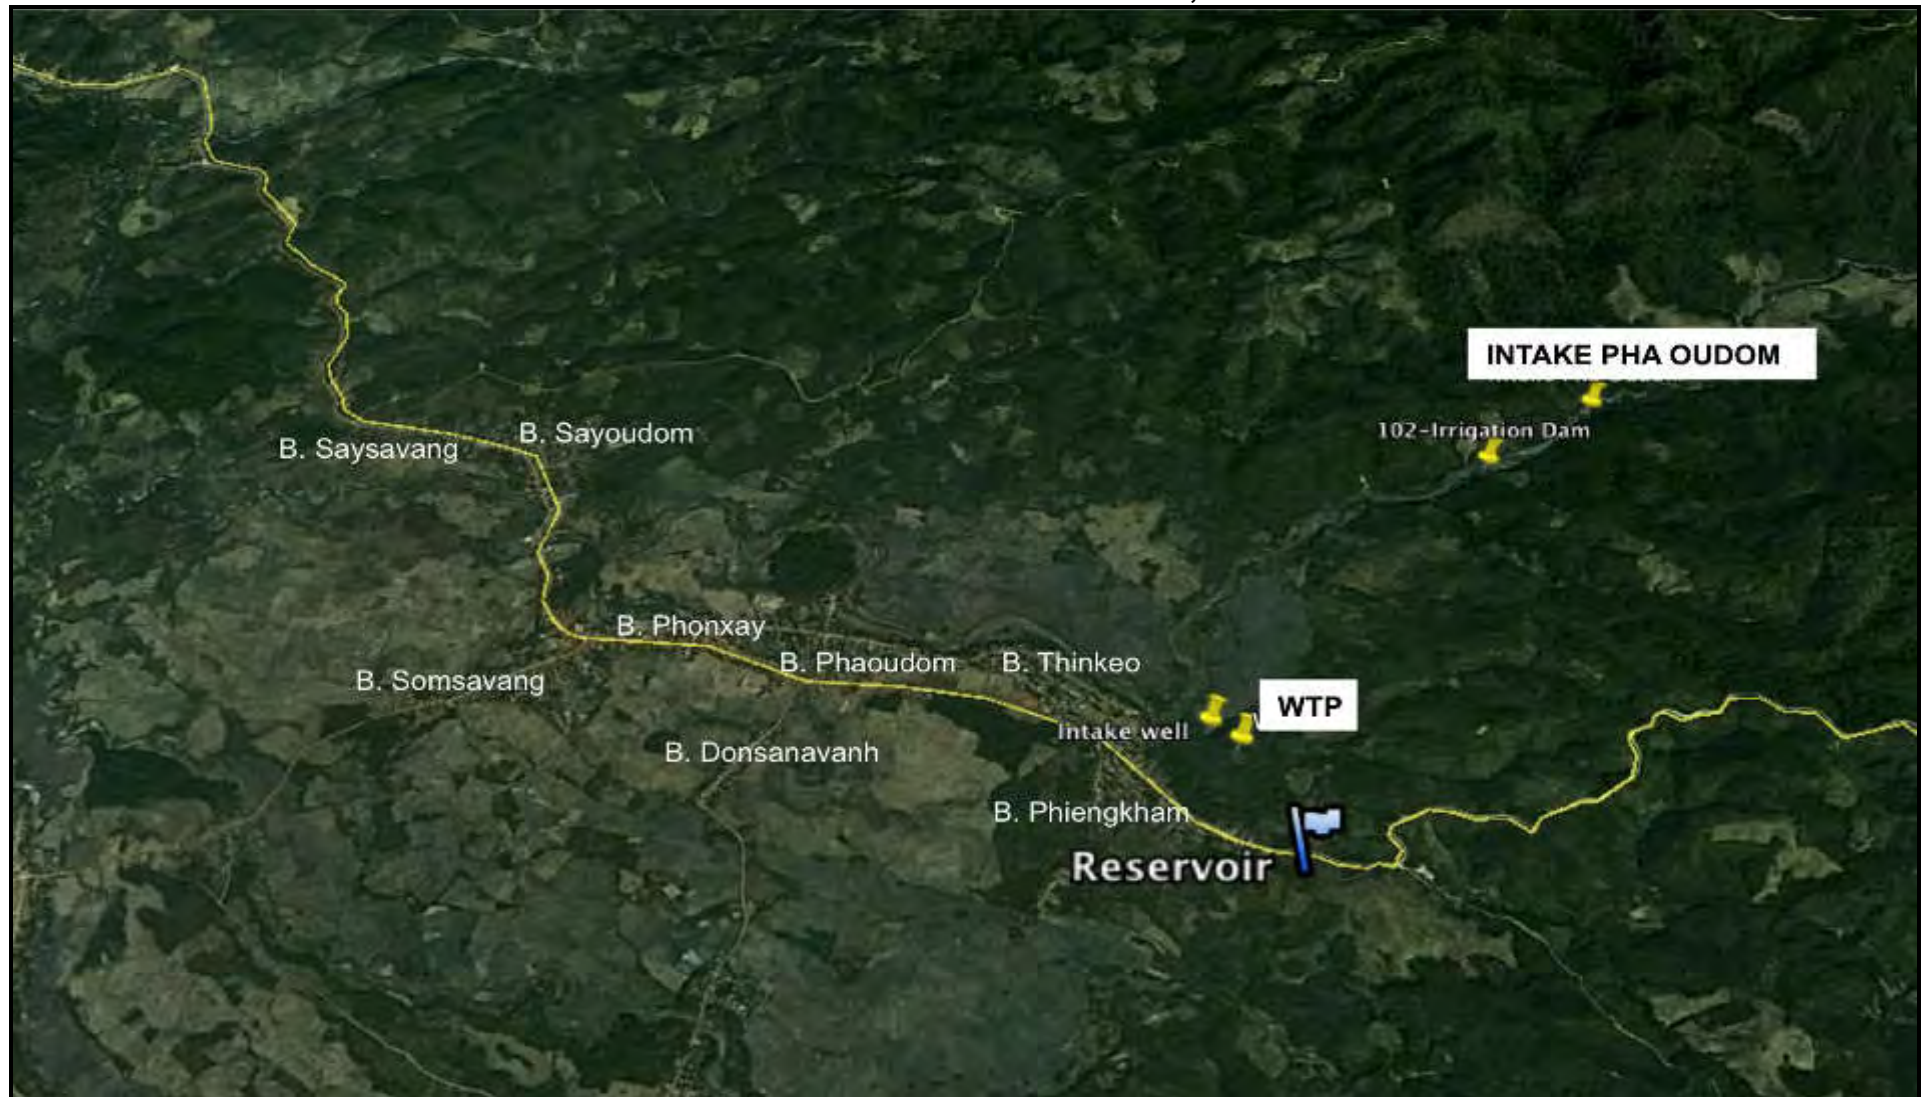 INTAKE PHA OUDOM
102-Irrigation Dam
B. Sayoudom
B. Saysavang
B. Phonxay
B. Phaoudom
B. Thinkeo
B. Somsavang
WTP
Intake well
B. Donsanavanh
B. Phiengkham
Reservoir